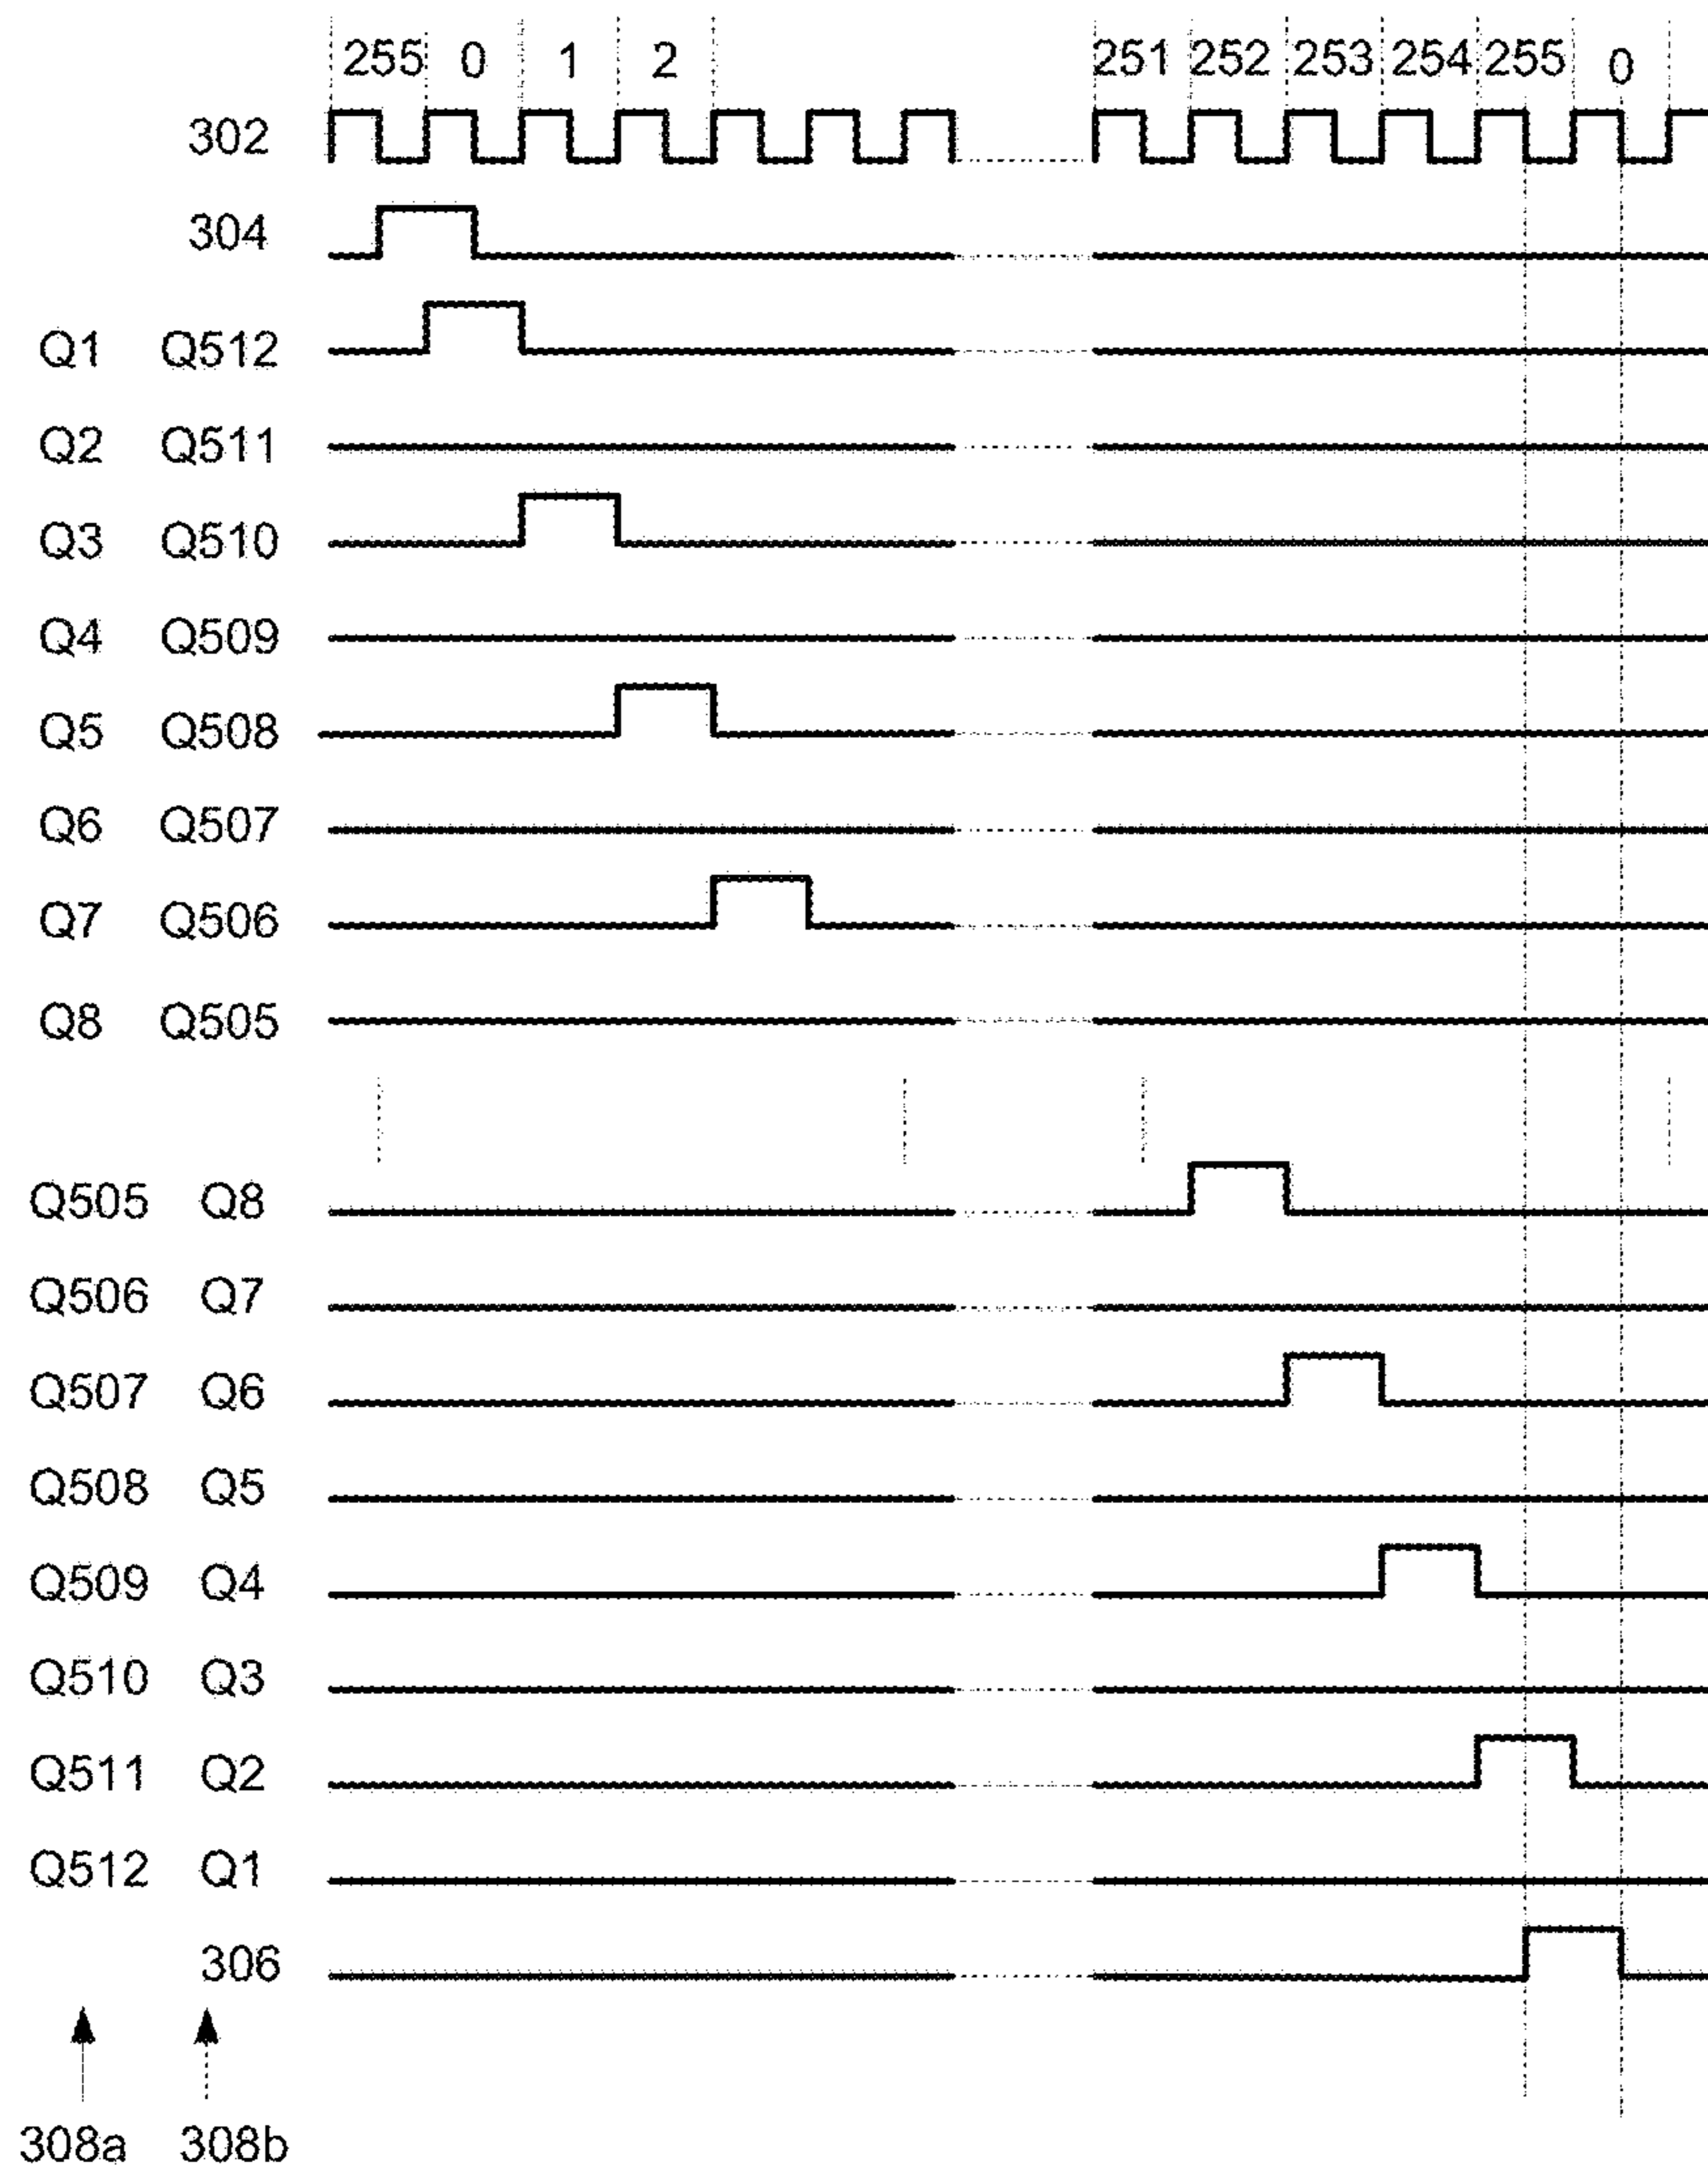 255 0 1 2 251 252 253 254 255 0
302
304
Q1 Q512
Q2 Q511
Q3 Q510
Q4 Q509
Q5 Q508
Q6 Q507
Q7 Q506
Q8 Q505
Q505 Q8
Q506 Q7
Q507 Q6
Q508 Q5
Q509 Q4
Q510 Q3
Q511 Q2
Q512 Q1
306
308a 308b